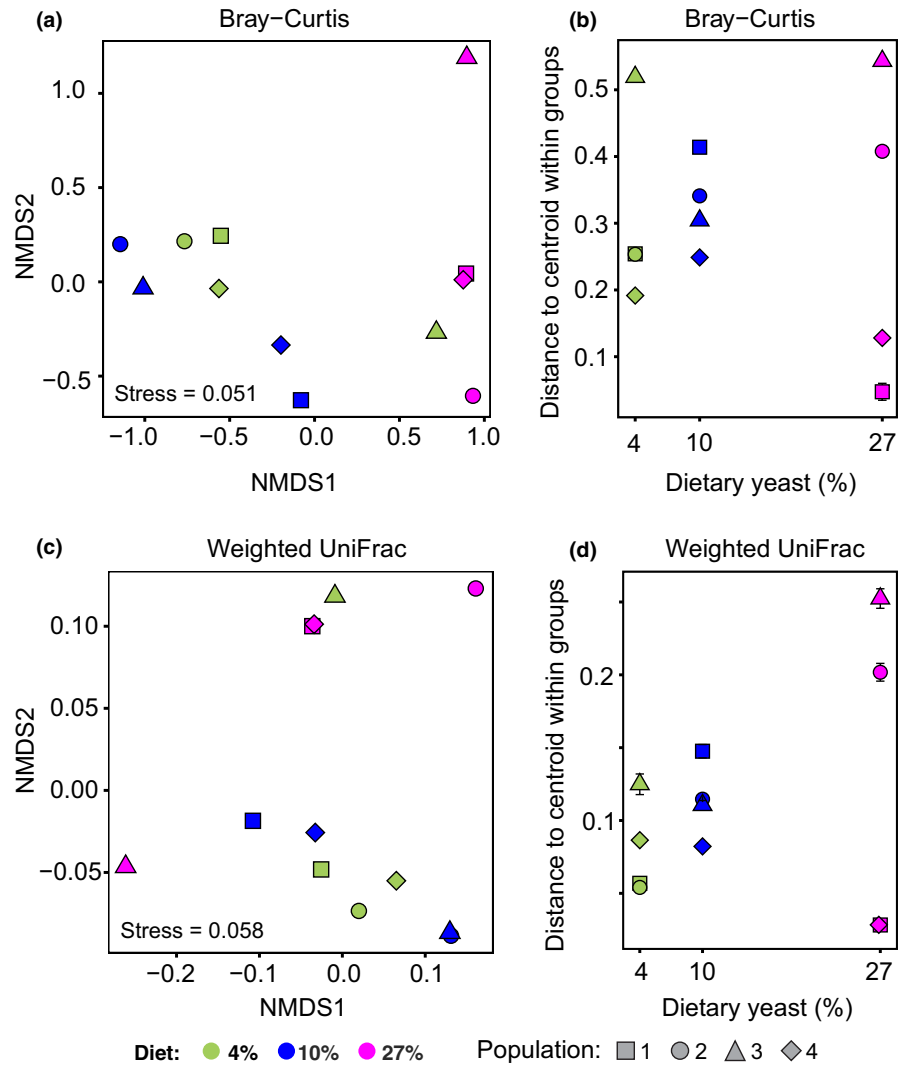 (a) Bray−Curtis
NMDS2
1.0
0.5
0.0
−0.5
Stress = 0.051
−1.0 −0.5 0.0 0.5 1.0
NMDS1
(b) Bray−Curtis
Distance to centroid within groups
0.5
0.4
0.3
0.2
0.1
4 10 27
Dietary yeast (%)
(c) Weighted UniFrac
NMDS2
0.10
0.05
0.00
−0.05
Stress = 0.058
−0.2 −0.1 0.0 0.1
NMDS1
(d) Weighted UniFrac
Distance to centroid within groups
0.2
0.1
4 10 27
Dietary yeast (%)
Diet: 4% 10% 27% Population: 1 2 3 4